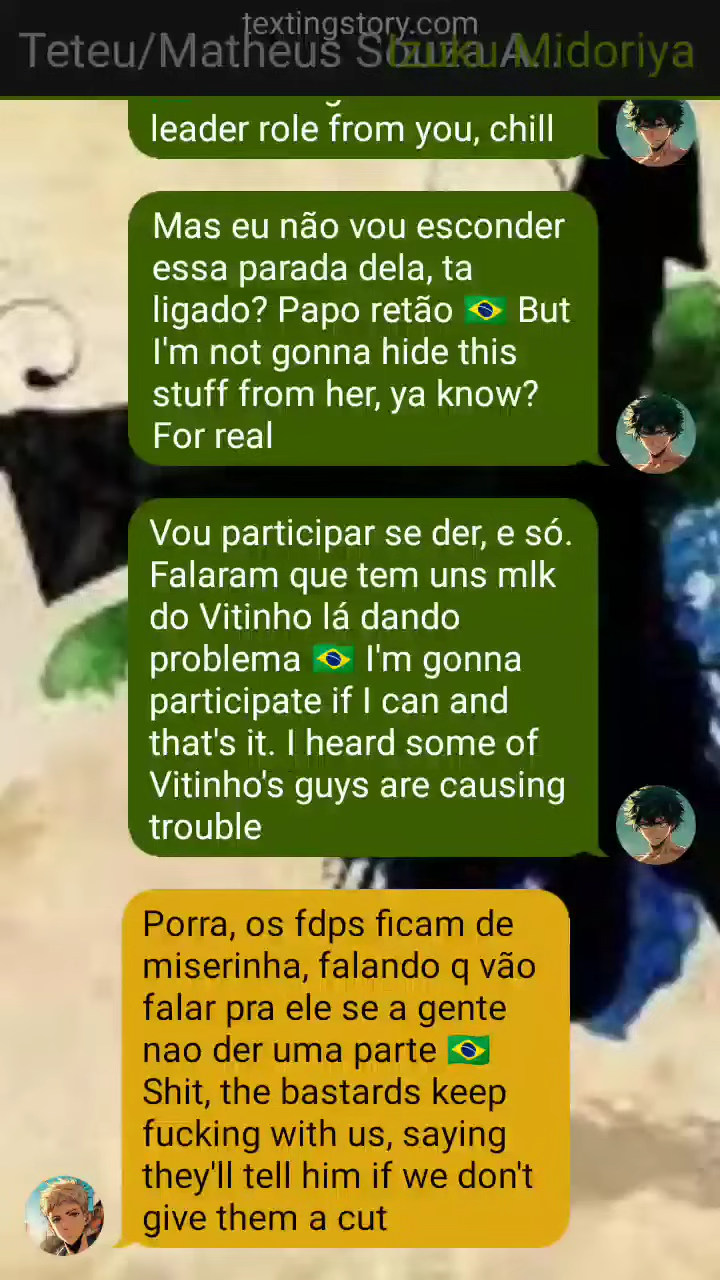 textingstory.com
Teteu/Matheus Souza A...
Izuku Midoriya
leader role from you, chill
Mas eu não vou esconder
essa parada dela, ta
ligado? Papo retão 🇧🇷 But
I'm not gonna hide this
stuff from her, ya know?
For real
Vou participar se der, e só.
Falaram que tem uns mlk
do Vitinho lá dando
problema 🇧🇷 I'm gonna
participate if I can and
that's it. I heard some of
Vitinho's guys are causing
trouble
Porra, os fdps ficam de
miserinha, falando q vão
falar pra ele se a gente
nao der uma parte 🇧🇷
Shit, the bastards keep
fucking with us, saying
they'll tell him if we don't
give them a cut